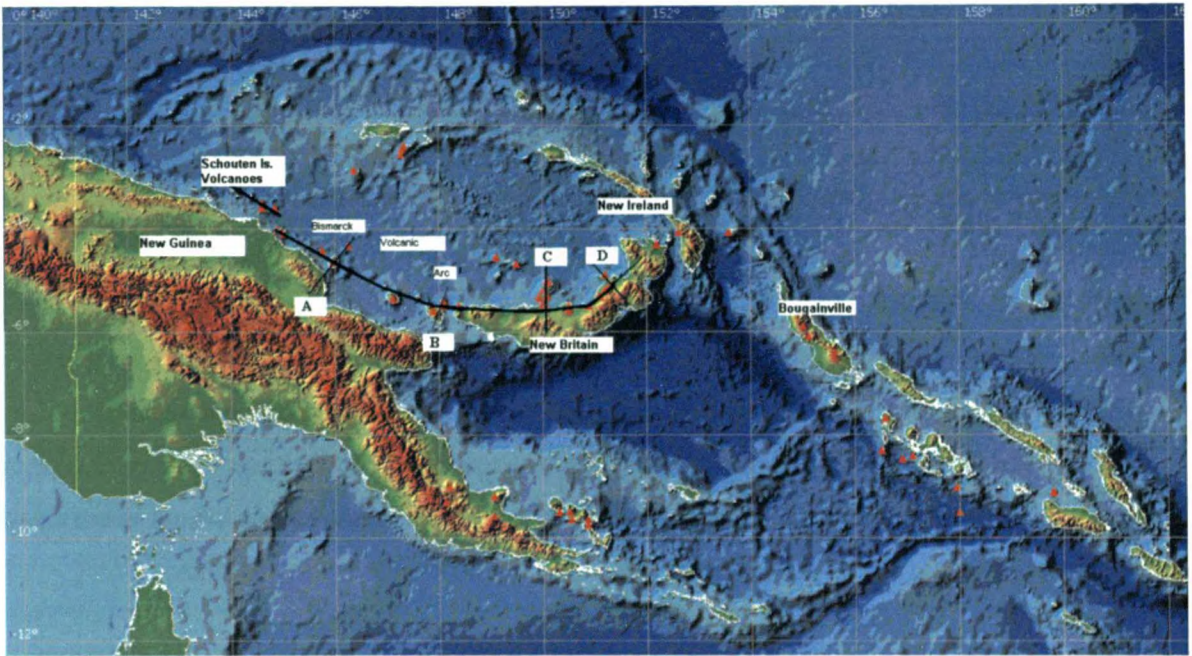 140° 142° 144° 146° 148° 150° 152° 154° 156° 158° 160°
-2°
Schouten Is.
Volcanoes
New Ireland
Bismarck
New Guinea
Volcanic
C
D
Arc
A
Bougainville
-6°
B
New Britain
-8°
-10°
-12°